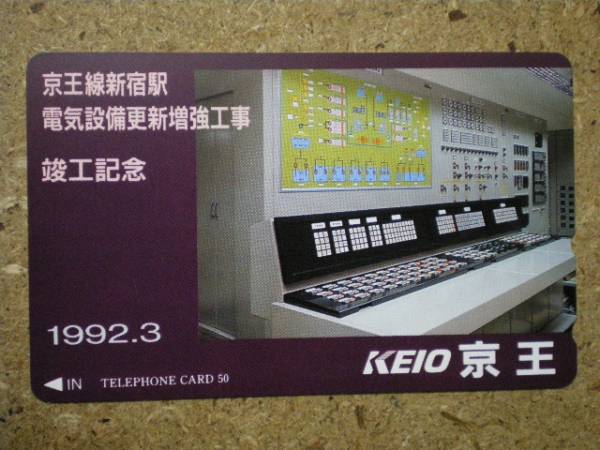 京王線新宿駅
電気設備更新増強工事
竣工記念
1992.3
KEIO 京王
◀IN TELEPHONE CARD 50